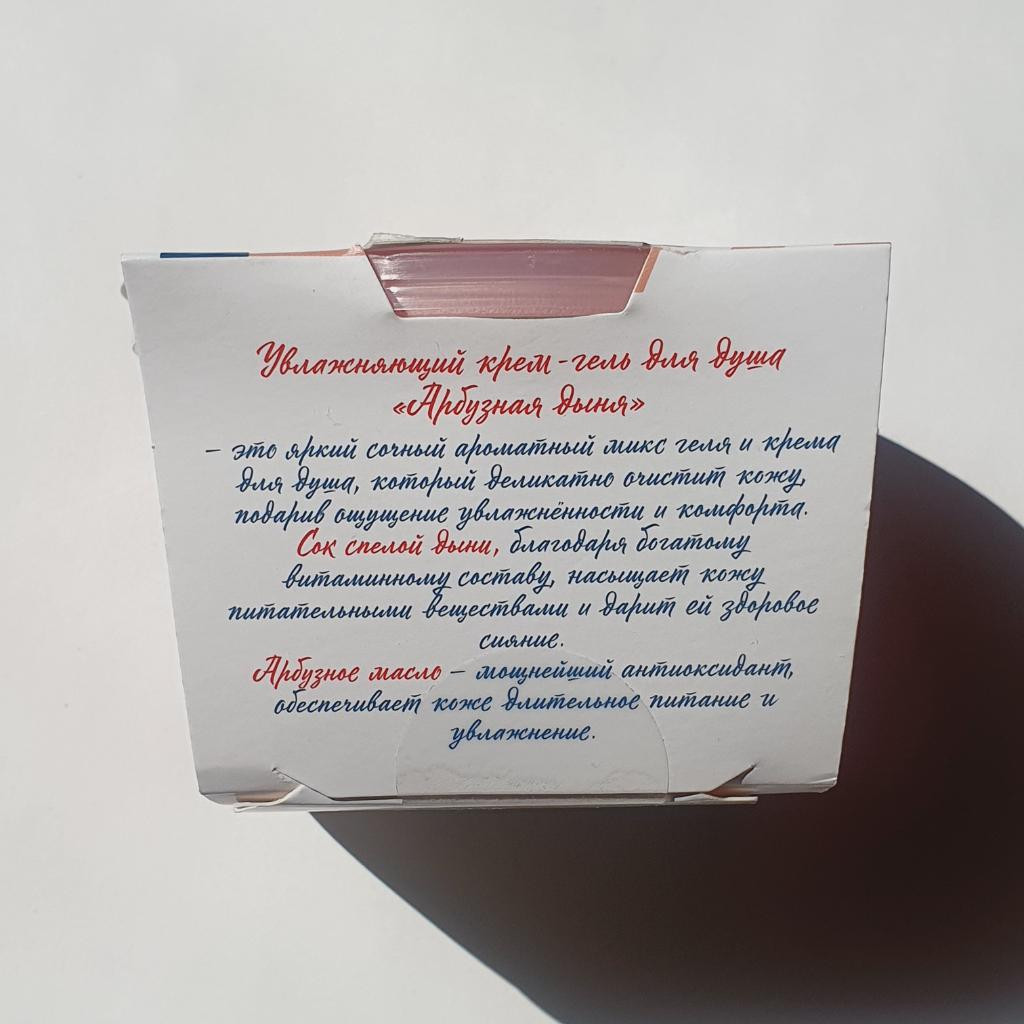 Увлажняющий крем-гель для душа
«Арбузная дыня»
– это яркий сочный ароматный микс геля и крема
для душа, который деликатно очистит кожу,
подарив ощущение увлажнённости и комфорта.
Сок спелой дыни, благодаря богатому
витаминному составу, насыщает кожу
питательными веществами и дарит ей здоровое
сияние.
Арбузное масло – мощнейший антиоксидант,
обеспечивает коже длительное питание и
увлажнение.